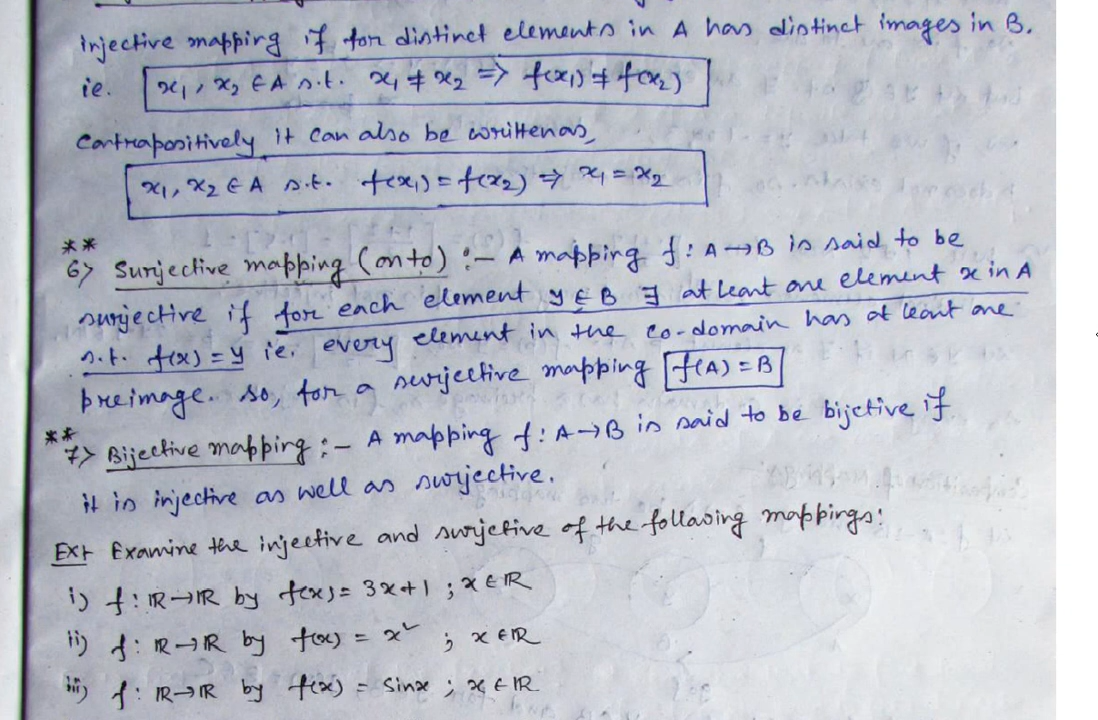 injective mapping if for distinct elements in A has distinct images in B.
ie. x₁, x₂ ∈ A s.t. x₁ ≠ x₂ ⇒ f(x₁) ≠ f(x₂)
Contrapositively it can also be written as,
x₁, x₂ ∈ A s.t. f(x₁) = f(x₂) ⇒ x₁ = x₂
**
6> Surjective mapping (onto) :- A mapping f : A → B is said to be
surjective if for each element y ∈ B ∃ at least one element x in A
s.t. f(x) = y ie. every element in the co-domain has at least one
preimage. so, for a surjective mapping f(A) = B
**
7> Bijective mapping :- A mapping f : A → B is said to be bijctive if
it is injective as well as surjective.
Ex: Examine the injective and surjective of the following mappings:
i) f : ℝ → ℝ by f(x) = 3x+1 ; x ∈ ℝ
ii) f : ℝ → ℝ by f(x) = x² ; x ∈ ℝ
iii) f : ℝ → ℝ by f(x) = sinx ; x ∈ ℝ